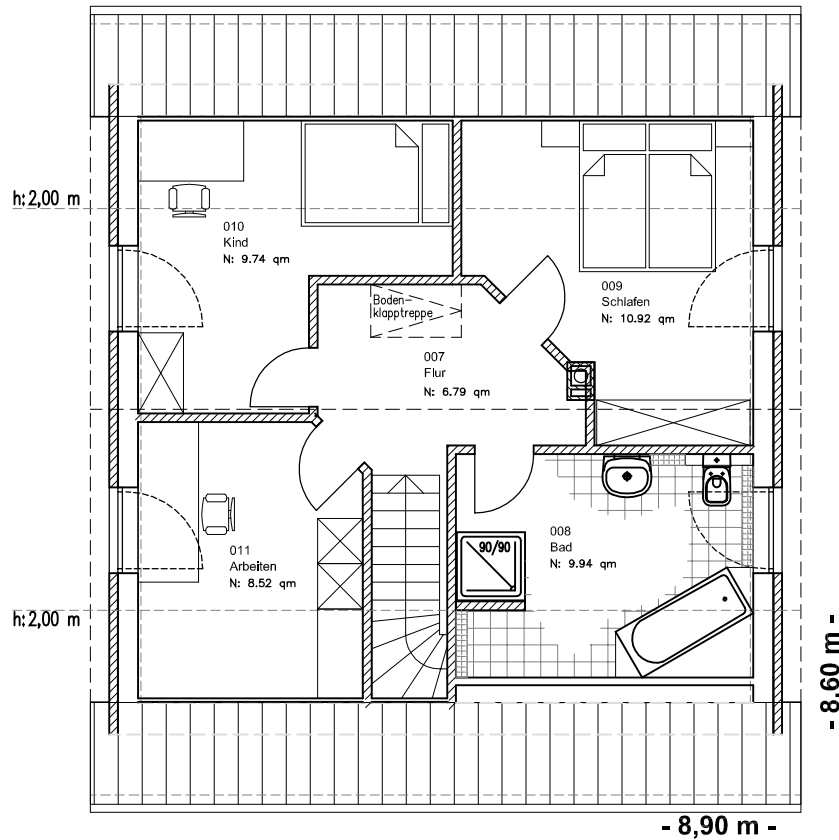 h:2,00 m
010
Kind
N: 9.74 qm
009
Schlafen
N: 10.92 qm
Boden-
klapptreppe
007
Flur
N: 6.79 qm
90/90
008
Bad
N: 9.94 qm
011
Arbeiten
N: 8.52 qm
h:2,00 m
- 8,60 m -
- 8,90 m -